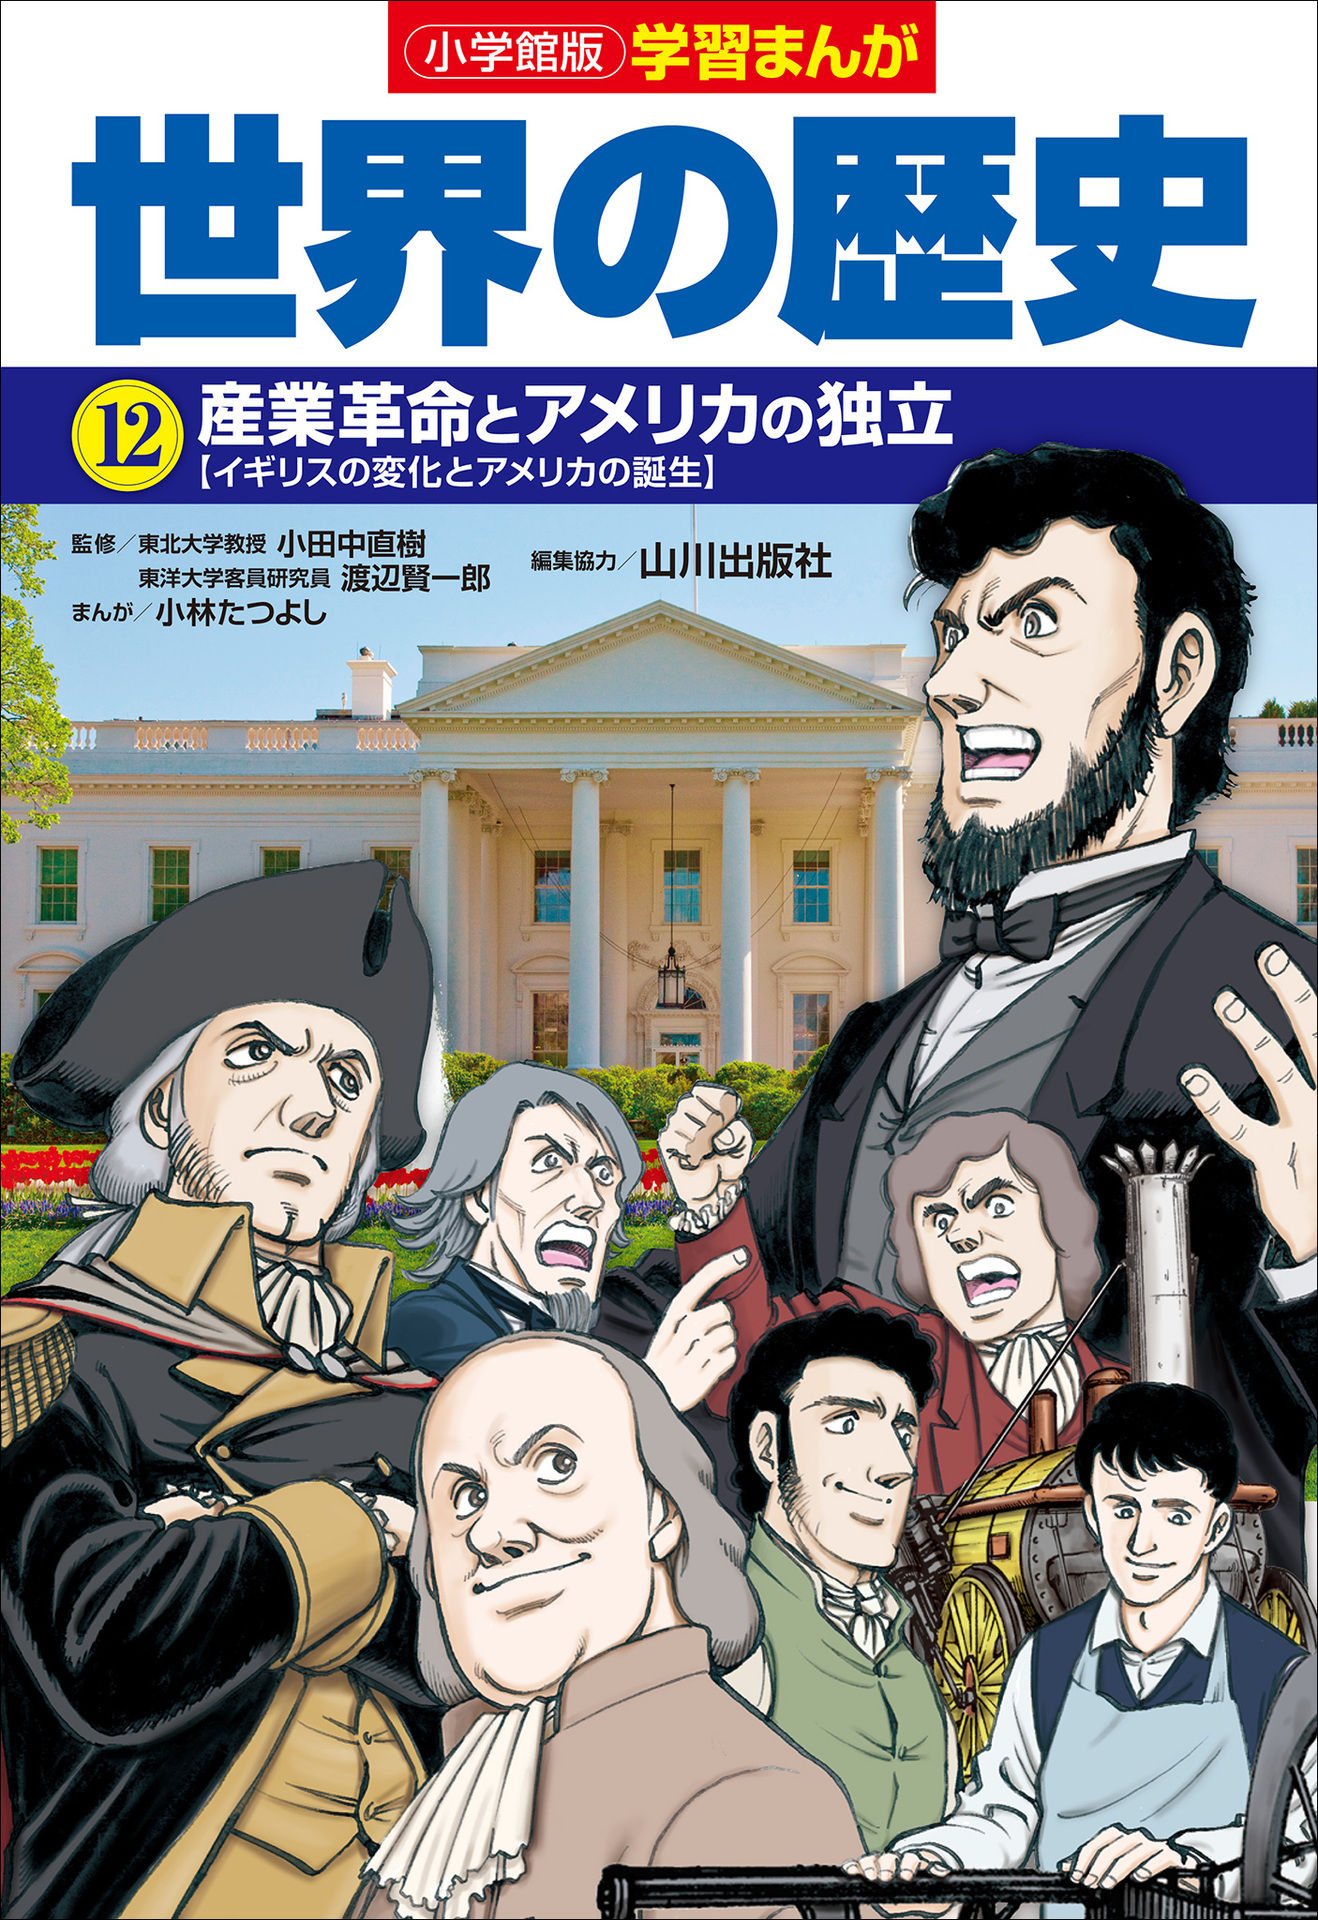 小学館版 学習まんが
世界の歴史
12 産業革命とアメリカの独立
【イギリスの変化とアメリカの誕生】
監修／東北大学教授 小田中直樹
東洋大学客員研究員 渡辺賢一郎
まんが／小林たつよし
編集協力／山川出版社